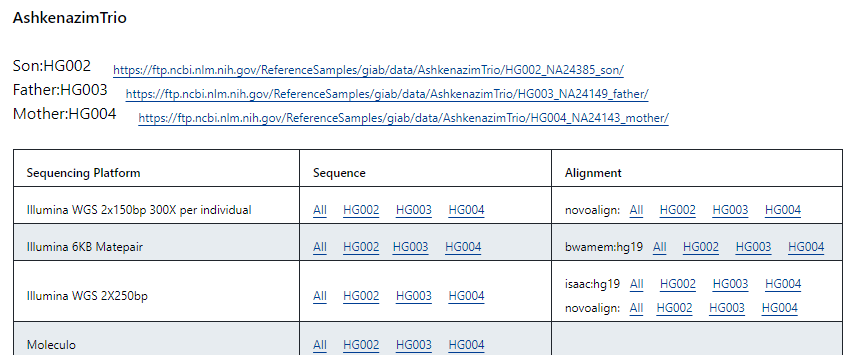 AshkenazimTrio
Son:HG002 https://ftp.ncbi.nlm.nih.gov/ReferenceSamples/giab/data/AshkenazimTrio/HG002_NA24385_son/
Father:HG003 https://ftp.ncbi.nlm.nih.gov/ReferenceSamples/giab/data/AshkenazimTrio/HG003_NA24149_father/
Mother:HG004 https://ftp.ncbi.nlm.nih.gov/ReferenceSamples/giab/data/AshkenazimTrio/HG004_NA24143_mother/
Sequencing Platform Sequence Alignment
Illumina WGS 2x150bp 300X per individual All HG002 HG003 HG004 novoalign: All HG002 HG003 HG004
Illumina 6KB Matepair All HG002 HG003 HG004 bwamem:hg19 All HG002 HG003 HG004
Illumina WGS 2X250bp All HG002 HG003 HG004 isaac:hg19 All HG002 HG003 HG004
novoalign: All HG002 HG003 HG004
Moleculo All HG002 HG003 HG004